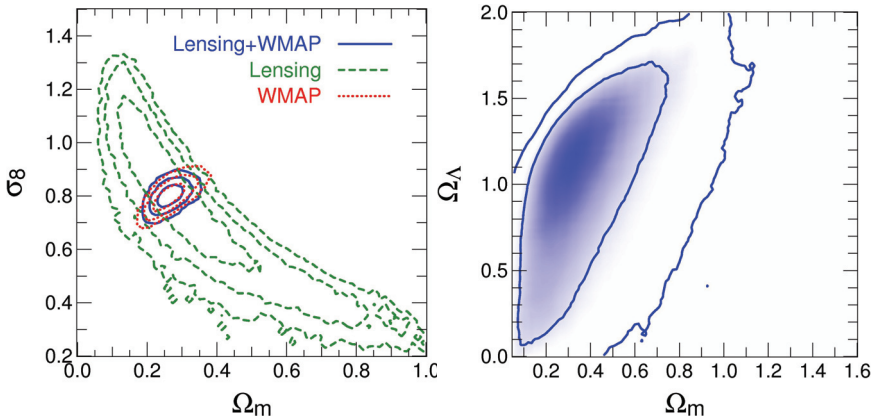 Lensing+WMAP
Lensing
WMAP
1.4
1.2
1.0
0.8
0.6
0.4
0.2
σ8
0.0 0.2 0.4 0.6 0.8 1.0
Ωm
2.0
1.5
1.0
0.5
0.0
ΩΛ
0.2 0.4 0.6 0.8 1.0 1.2 1.4 1.6
Ωm